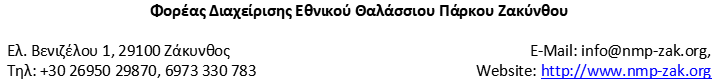 Φορέας Διαχείρισης Εθνικού Θαλάσσιου Πάρκου Ζακύνθου
Ελ. Βενιζέλου 1, 29100 Ζάκυνθος E-Mail: info@nmp-zak.org,
Τηλ: +30 26950 29870, 6973 330 783 Website: http://www.nmp-zak.org